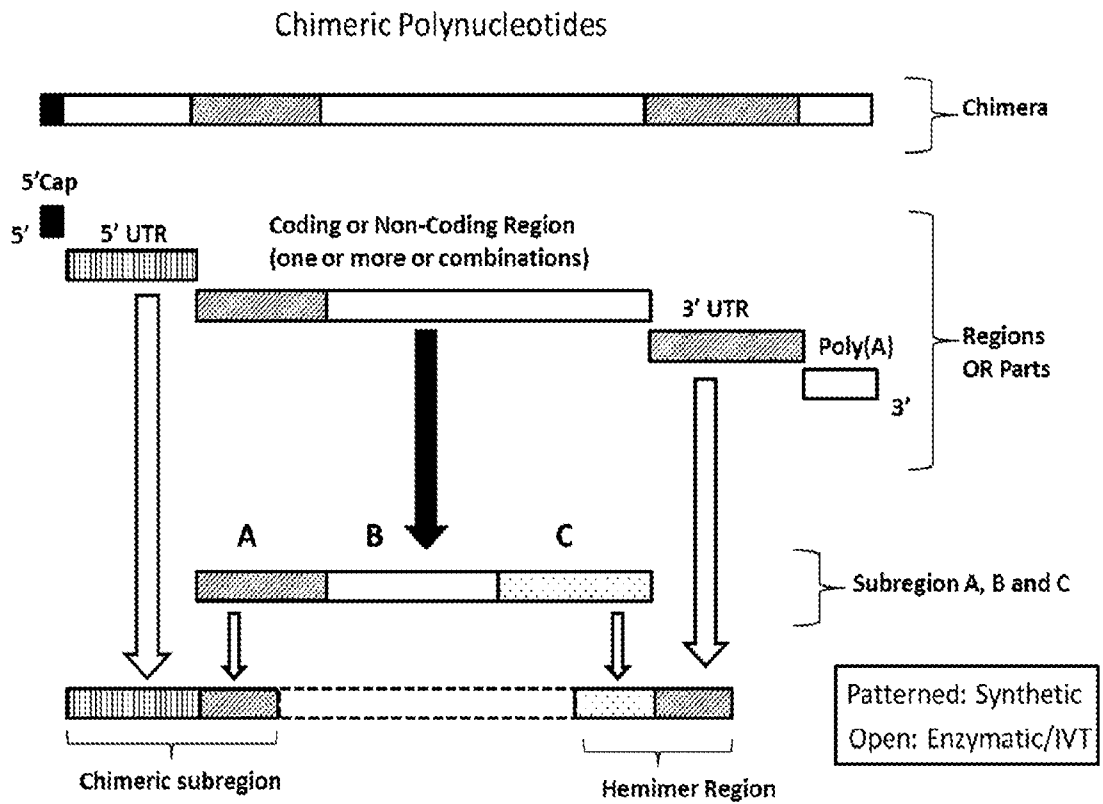 Chimeric Polynucleotides
Chimera
5'Cap
5'
5' UTR
Coding or Non-Coding Region
(one or more or combinations)
3' UTR
Poly(A)
3'
Regions
OR Parts
A
B
C
Subregion A, B and C
Patterned: Synthetic
Open: Enzymatic/IVT
Chimeric subregion
Hemimer Region